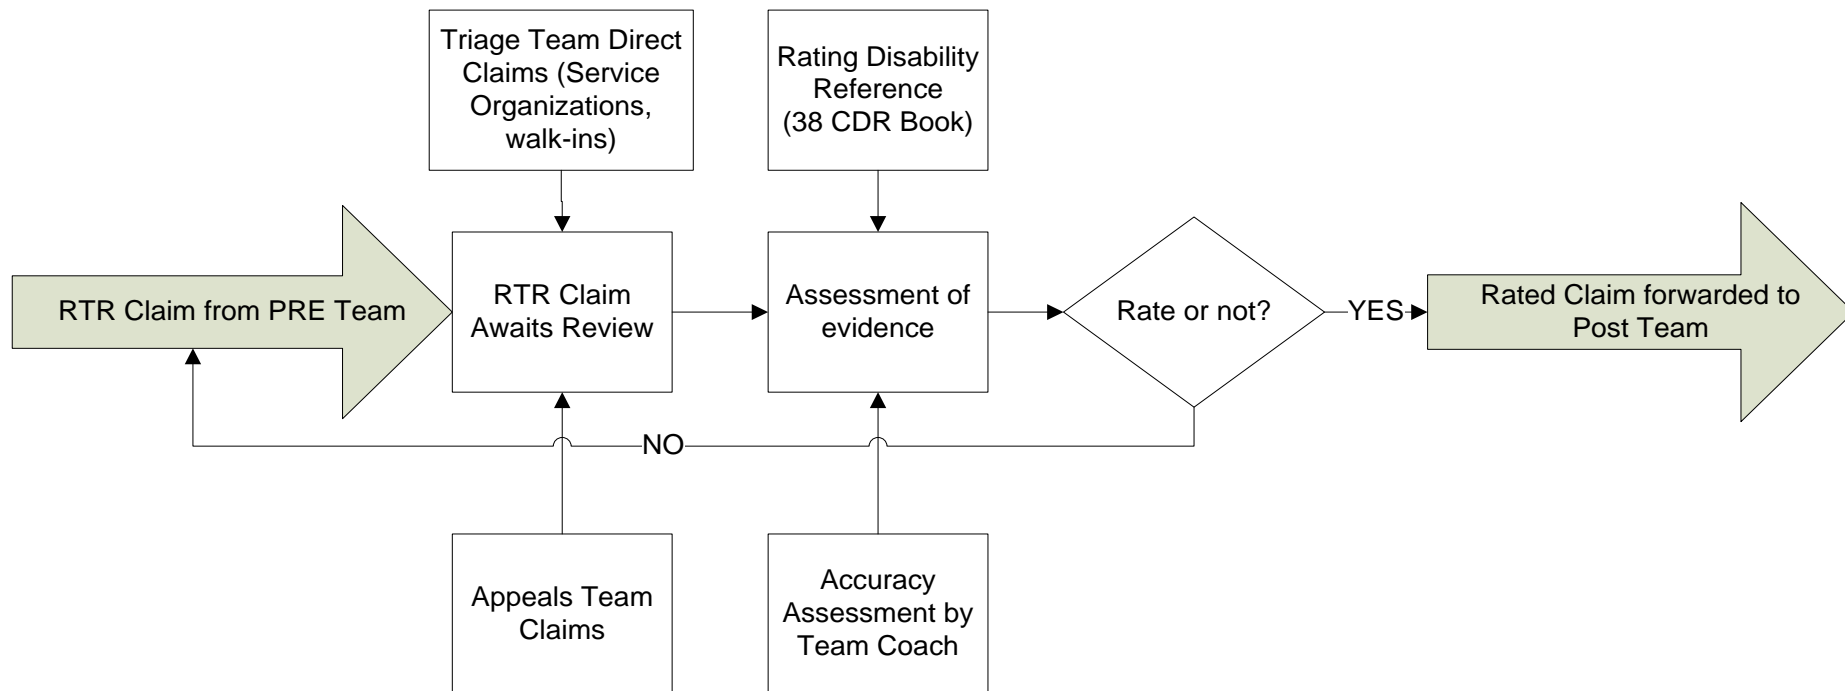 Triage Team Direct
Claims (Service
Organizations,
walk-ins)
Rating Disability
Reference
(38 CDR Book)
RTR Claim from PRE Team
RTR Claim
Awaits Review
Assessment of
evidence
Rate or not?
YES
Rated Claim forwarded to
Post Team
NO
Appeals Team
Claims
Accuracy
Assessment by
Team Coach